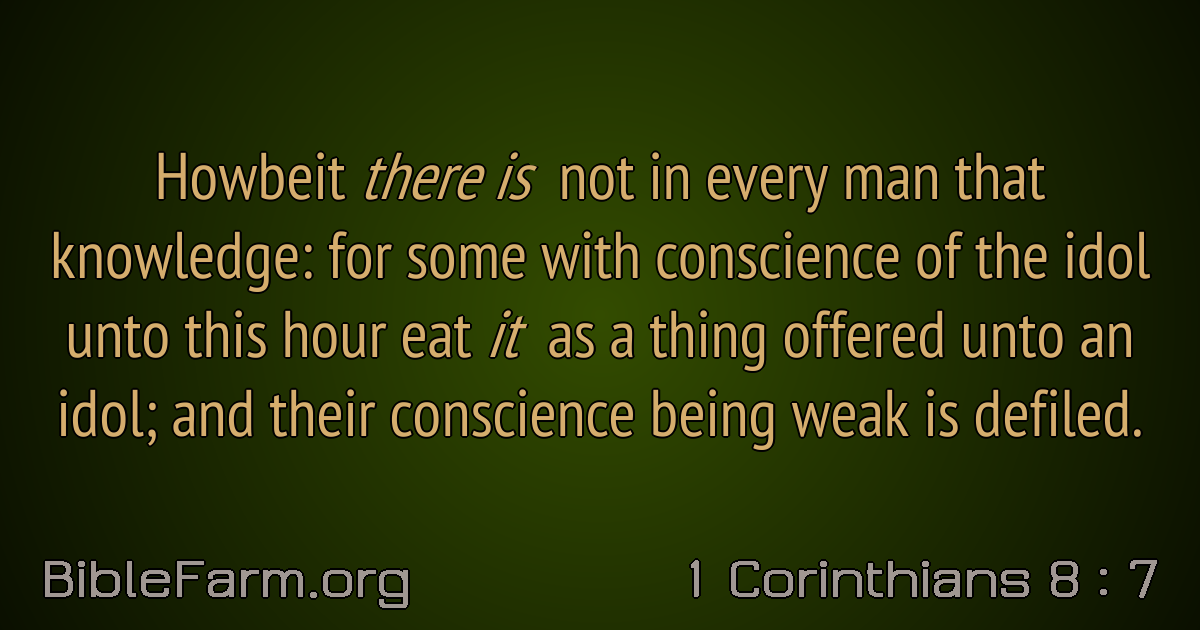 Howbeit there is not in every man that
knowledge: for some with conscience of the idol
unto this hour eat it as a thing offered unto an
idol; and their conscience being weak is defiled.
BibleFarm.org
1 Corinthians 8 : 7